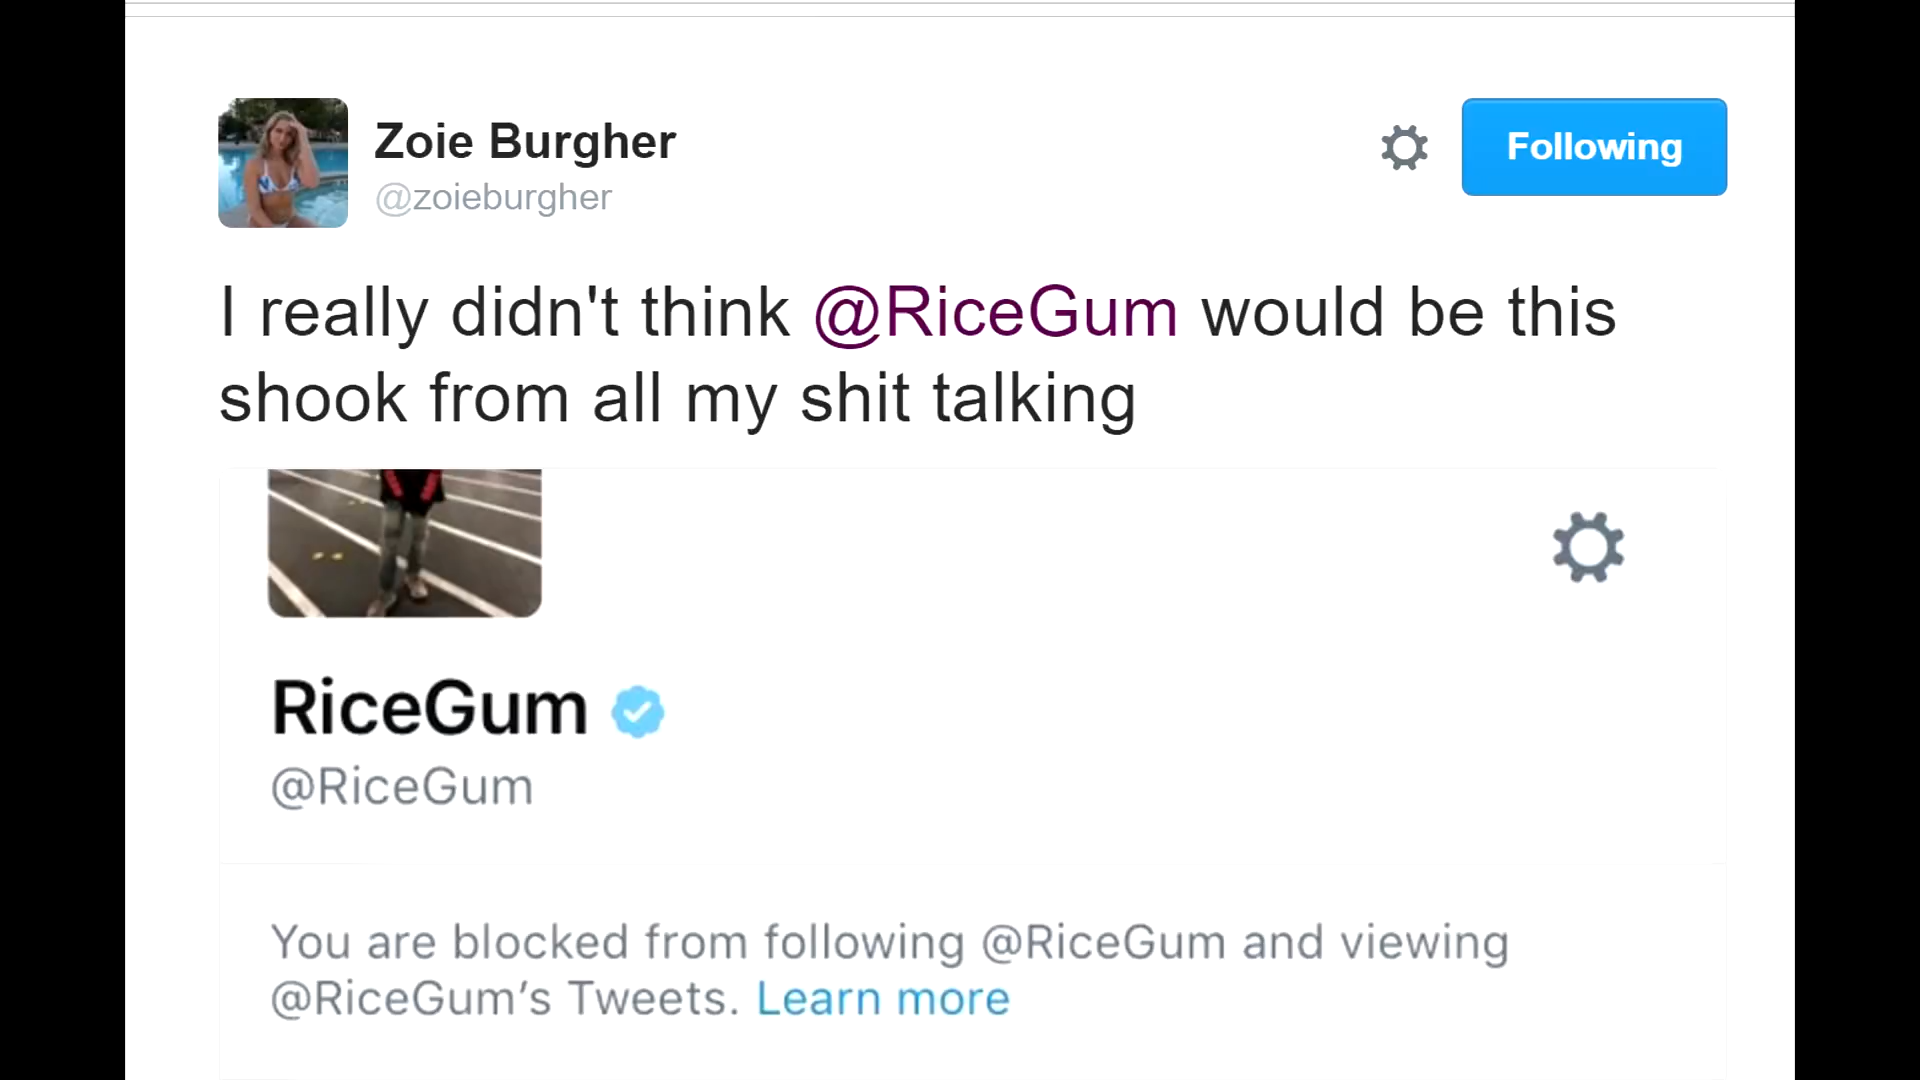 Zoie Burgher
@zoieburgher
Following
I really didn't think @RiceGum would be this
shook from all my shit talking
RiceGum
@RiceGum
You are blocked from following @RiceGum and viewing
@RiceGum’s Tweets. Learn more